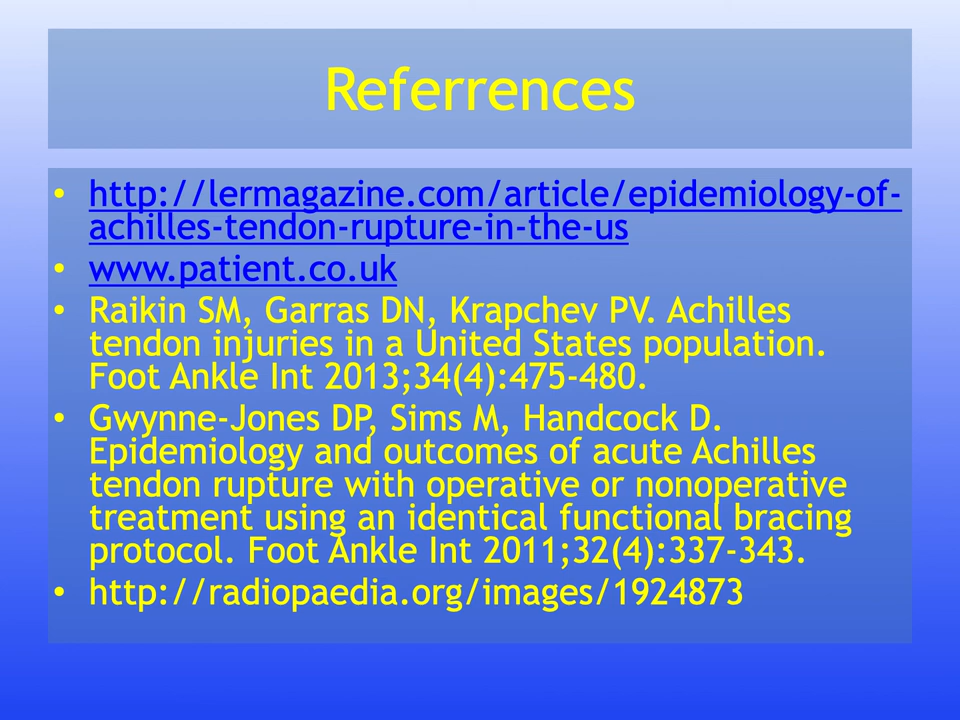 Referrences
• http://lermagazine.com/article/epidemiology-of-
achilles-tendon-rupture-in-the-us
• www.patient.co.uk
• Raikin SM, Garras DN, Krapchev PV. Achilles
tendon injuries in a United States population.
Foot Ankle Int 2013;34(4):475-480.
• Gwynne-Jones DP, Sims M, Handcock D.
Epidemiology and outcomes of acute Achilles
tendon rupture with operative or nonoperative
treatment using an identical functional bracing
protocol. Foot Ankle Int 2011;32(4):337-343.
• http://radiopaedia.org/images/1924873